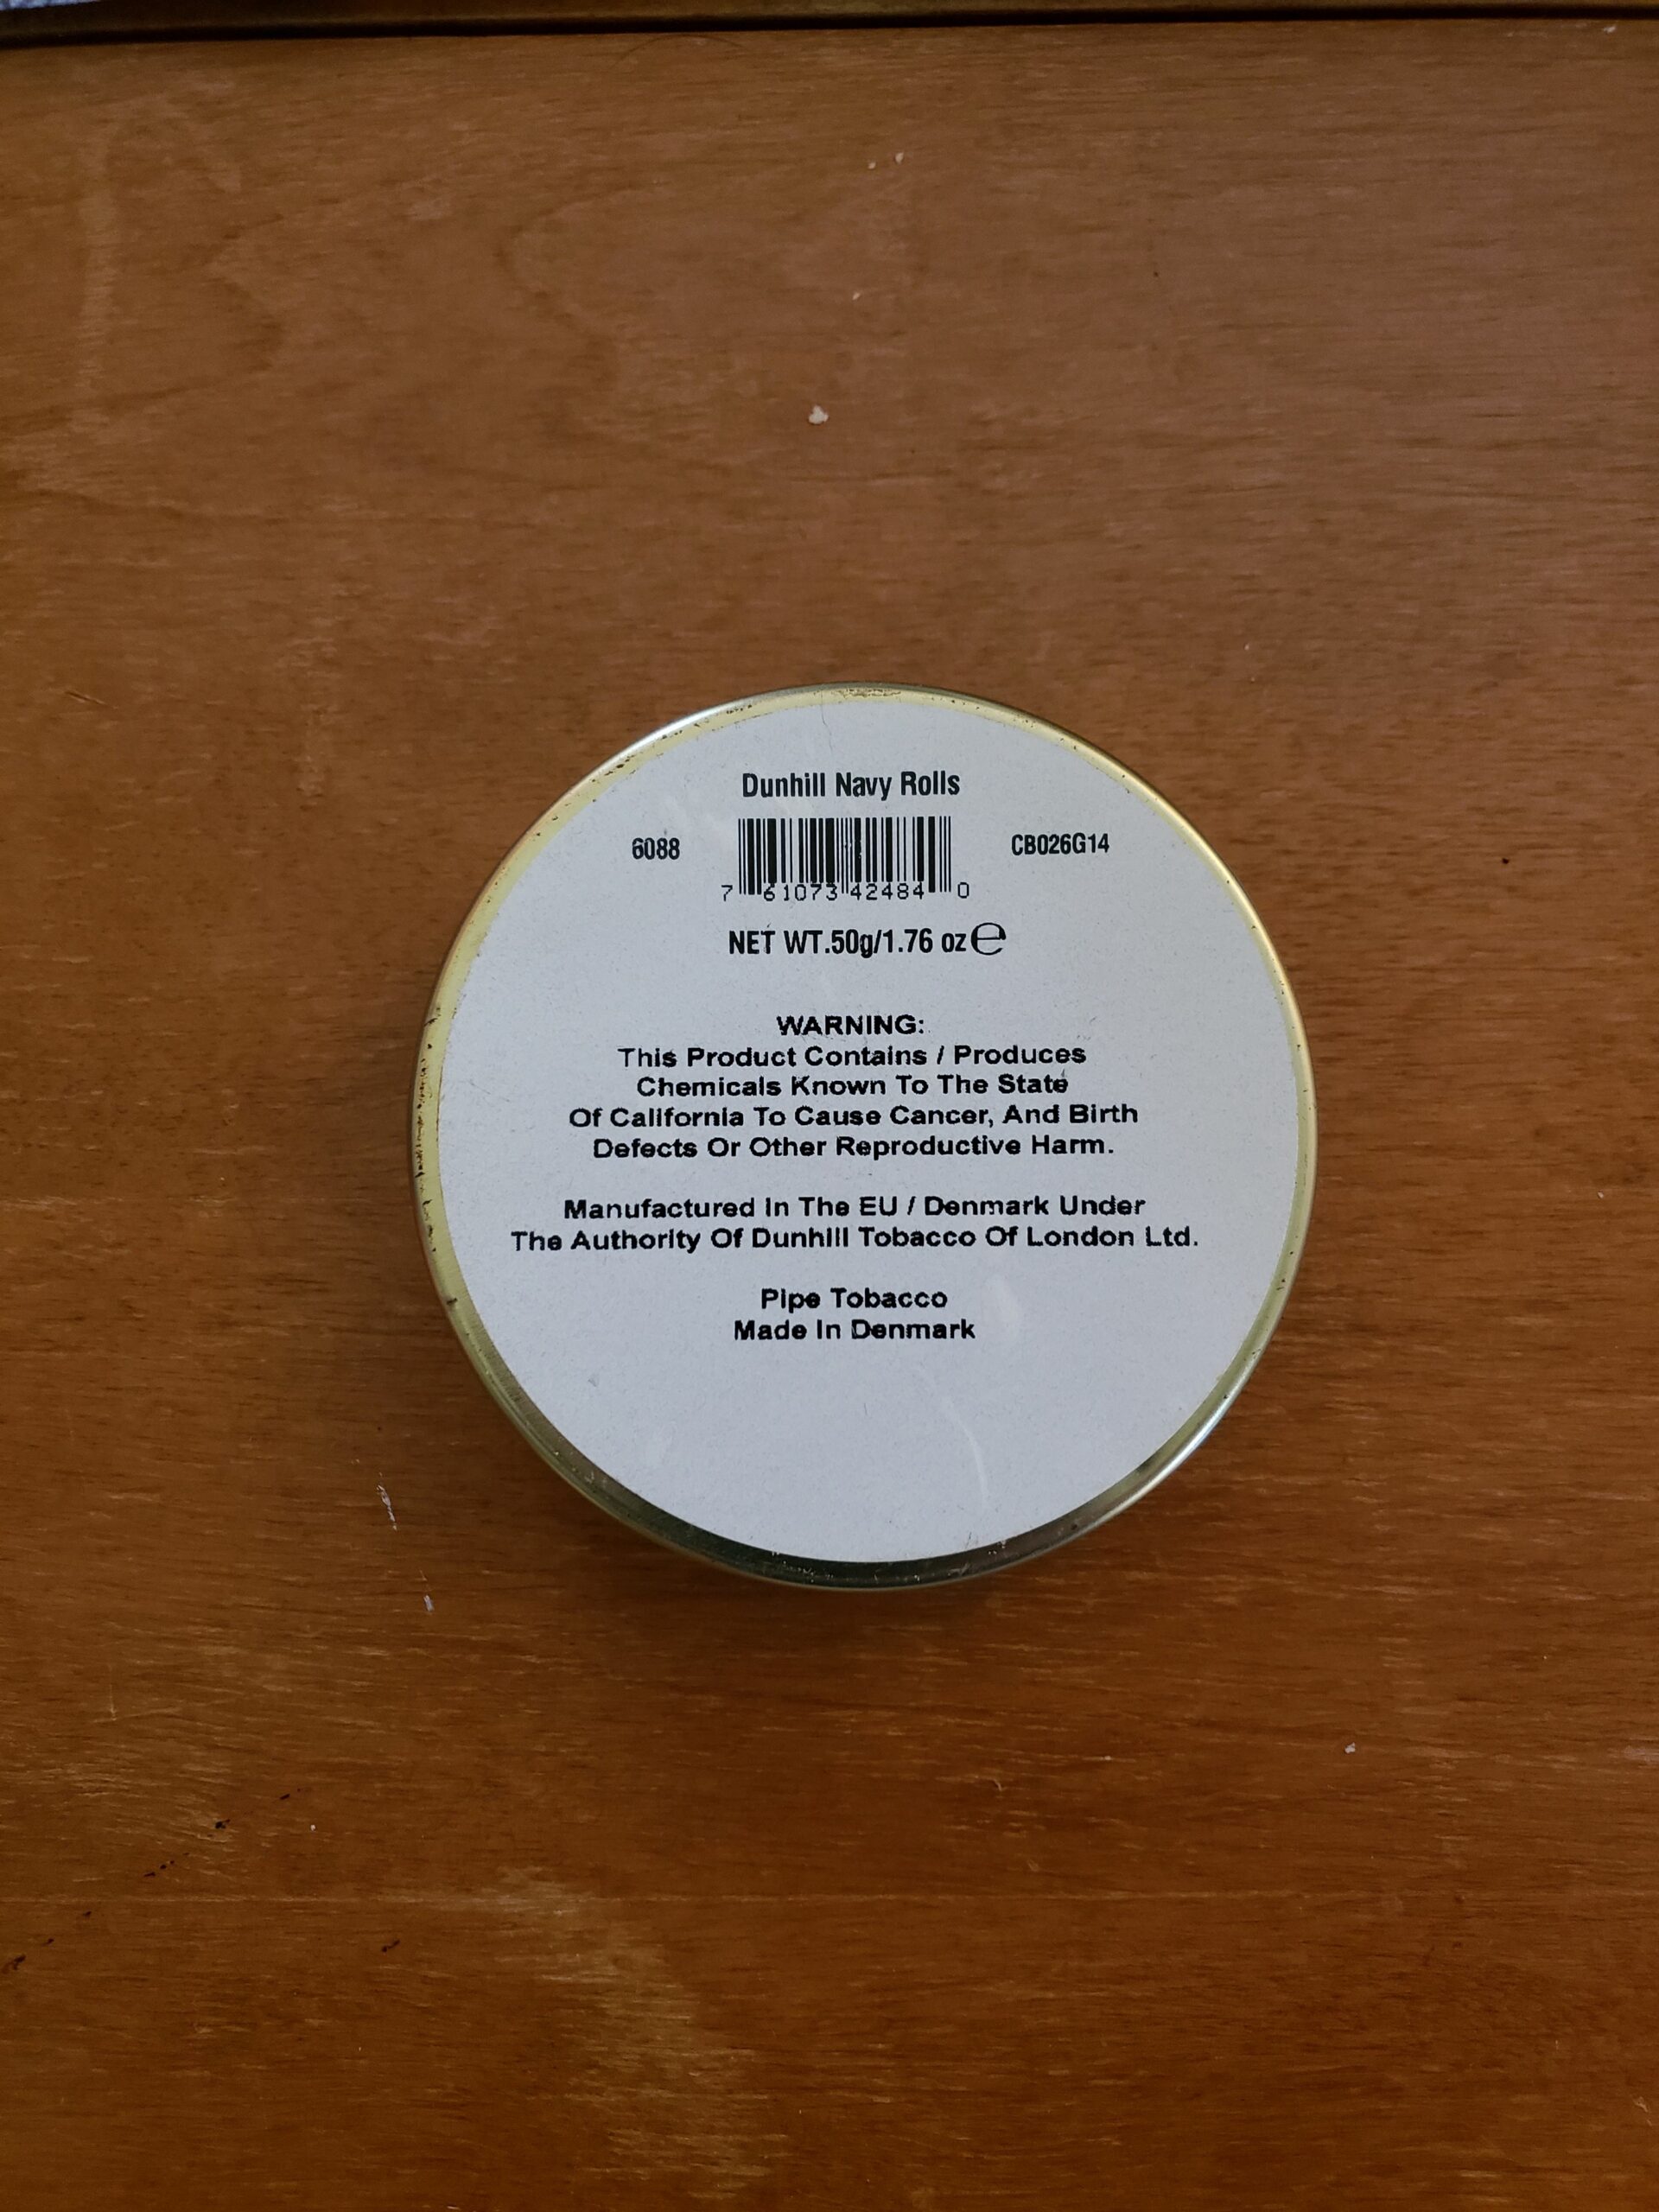 Dunhill Navy Rolls
6088
CB026G14
7 61073 42484 0
NET WT.50g/1.76 oz℮
WARNING:
This Product Contains / Produces
Chemicals Known To The State
Of California To Cause Cancer, And Birth
Defects Or Other Reproductive Harm.
Manufactured In The EU / Denmark Under
The Authority Of Dunhill Tobacco Of London Ltd.
Pipe Tobacco
Made In Denmark